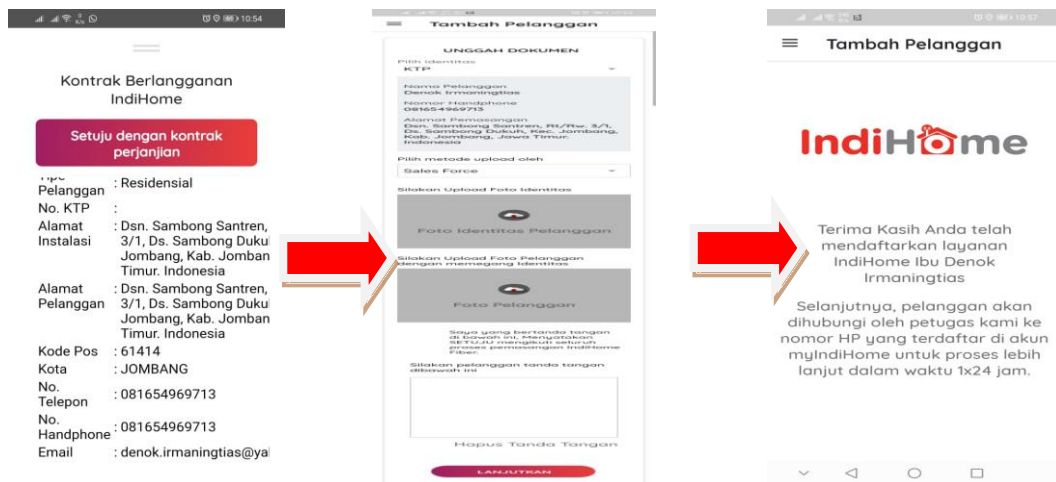 10:54
Kontrak Berlangganan
IndiHome
Setuju dengan kontrak
perjanjian
Pelanggan : Residensial
No. KTP :
Alamat : Dsn. Sambong Santren,
Instalasi 3/1, Ds. Sambong Duku
Jombang, Kab. Jomban
Timur. Indonesia
Alamat : Dsn. Sambong Santren,
Pelanggan 3/1, Ds. Sambong Duku
Jombang, Kab. Jomban
Timur. Indonesia
Kode Pos : 61414
Kota : JOMBANG
No.
Telepon : 081654969713
No.
Handphone : 081654969713
Email : denok.irmaningtias@ya
Tambah Pelanggan
UNGGAH DOKUMEN
Pilih identitas
KTP
Nama Pelanggan
Denok Irmaningtias
Nomor Handphone
081654969713
Alamat Pemasangan
Dsn. Sambong Santren, Rt/Rw. 3/1,
Ds. Sambong Dukuh, Kec. Jombang,
Kab. Jombang, Jawa Timur.
Indonesia
Pilih metode upload oleh
Sales Force
Silakan Upload Foto Identitas
Foto Identitas Pelanggan
Silakan Upload Foto Pelanggan
dengan memegang Identitas
Foto Pelanggan
Saya yang bertanda tangan
di bawah ini, Menyatakan
SETUJU mengikuti seluruh
proses pemasangan IndiHome
Fiber.
Silakan pelanggan tanda tangan
dibawah ini
Hapus Tanda Tangan
LANJUTKAN
10:57
Tambah Pelanggan
IndiHome
Terima Kasih Anda telah
mendaftarkan layanan
IndiHome Ibu Denok
Irmaningtias
Selanjutnya, pelanggan akan
dihubungi oleh petugas kami ke
nomor HP yang terdaftar di akun
myIndiHome untuk proses lebih
lanjut dalam waktu 1x24 jam.